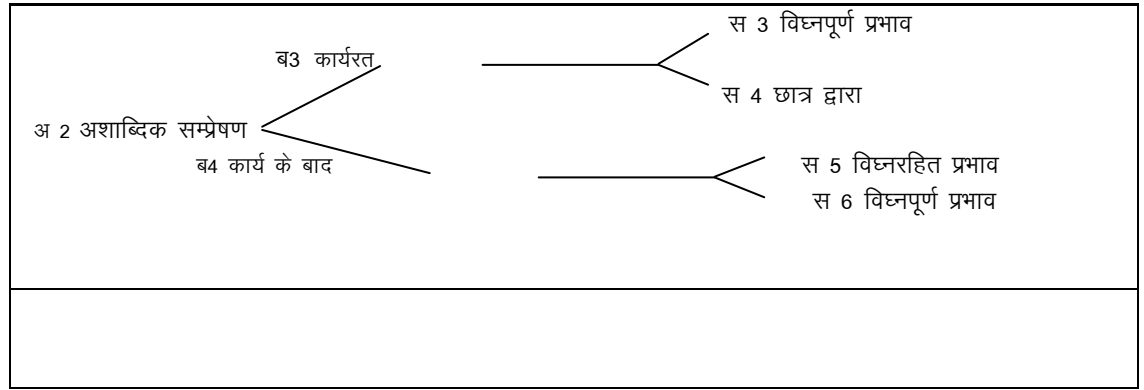 स 3 विघ्नपूर्ण प्रभाव
ब3 कार्यरत
स 4 छात्र द्वारा
अ 2 अशाब्दिक सम्प्रेषण
ब4 कार्य के बाद
स 5 विघ्नरहित प्रभाव
स 6 विघ्नपूर्ण प्रभाव